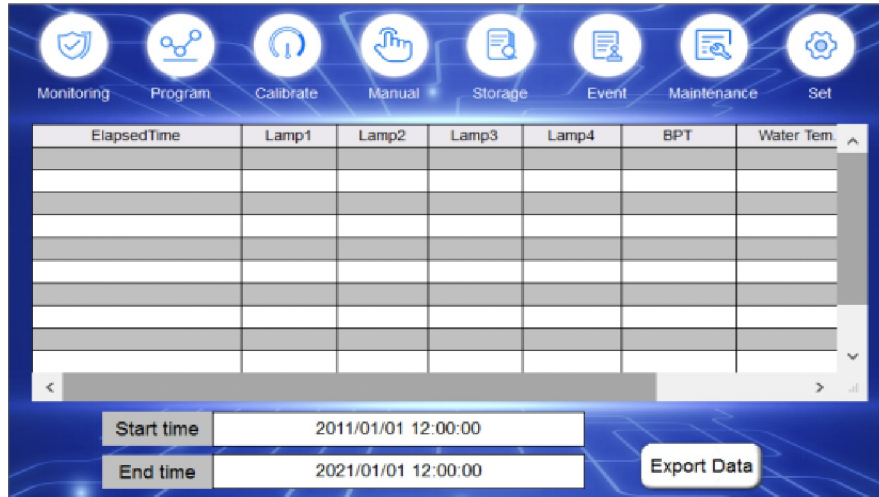 Monitoring Program Calibrate Manual Storage Event Maintenance Set
ElapsedTime Lamp1 Lamp2 Lamp3 Lamp4 BPT Water Tem.
Start time 2011/01/01 12:00:00
End time 2021/01/01 12:00:00
Export Data